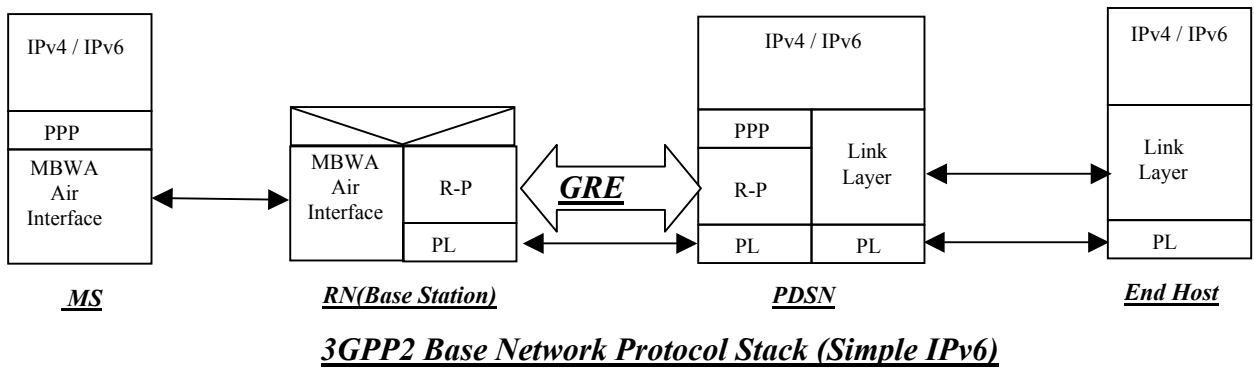 IPv4 / IPv6
PPP
MBWA
Air
Interface
MS
MBWA
Air
Interface
R-P
PL
RN(Base Station)
GRE
IPv4 / IPv6
PPP
R-P
PL
Link
Layer
PL
PDSN
IPv4 / IPv6
Link
Layer
PL
End Host
3GPP2 Base Network Protocol Stack (Simple IPv6)